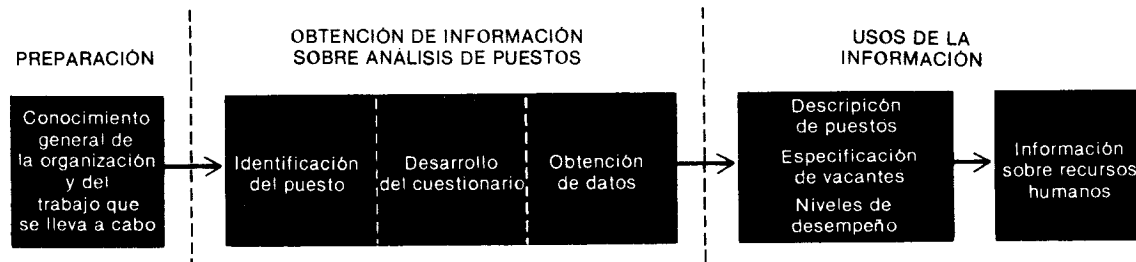 PREPARACIÓN
OBTENCIÓN DE INFORMACIÓN
SOBRE ANÁLISIS DE PUESTOS
USOS DE LA
INFORMACIÓN
Conocimiento
general de
la organización
y del
trabajo que
se lleva a cabo
Identificación
del puesto
Desarrollo
del cuestionario
Obtención
de datos
Descripicón
de puestos
Especificación
de vacantes
Niveles de
desempeño
Información
sobre recursos
humanos